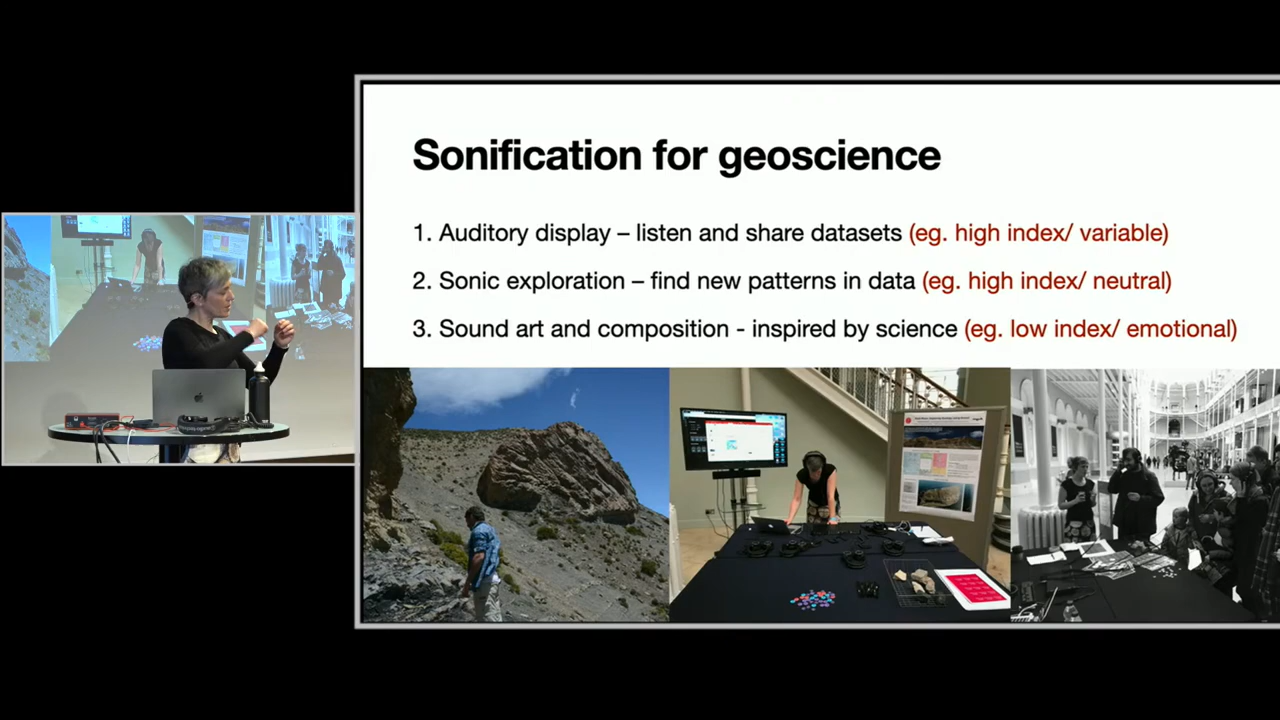 Sonification for geoscience
1. Auditory display – listen and share datasets (eg. high index/ variable)
2. Sonic exploration – find new patterns in data (eg. high index/ neutral)
3. Sound art and composition - inspired by science (eg. low index/ emotional)